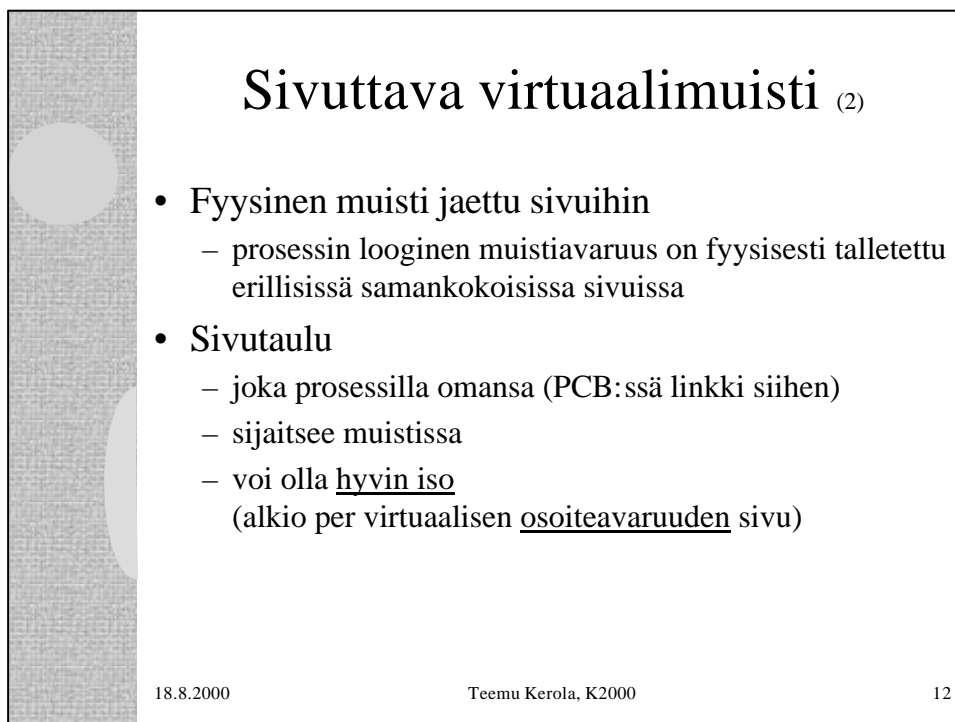 Sivuttava virtuaalimuisti (2)
• Fyysinen muisti jaettu sivuihin
– prosessin looginen muistiavaruus on fyysisesti talletettu
erillisissä samankokoisissa sivuissa
• Sivutaulu
– joka prosessilla omansa (PCB:ssä linkki siihen)
– sijaitsee muistissa
– voi olla hyvin iso
(alkio per virtuaalisen osoiteavaruuden sivu)
18.8.2000 Teemu Kerola, K2000 12